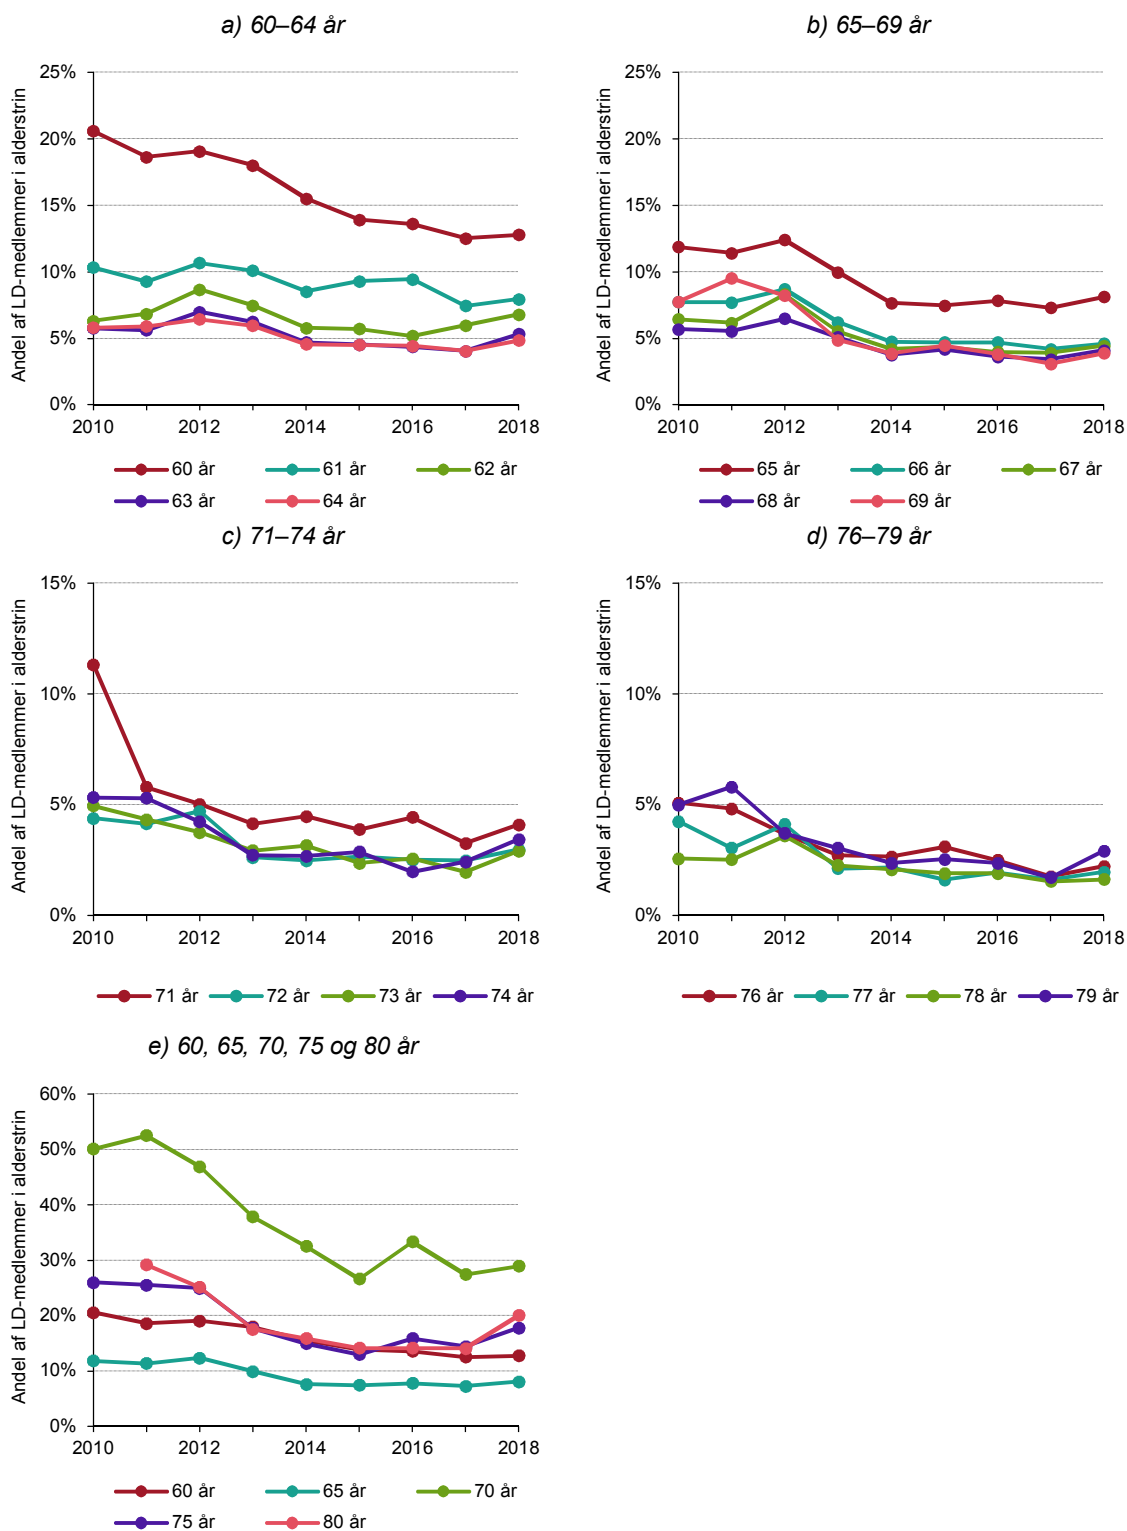 a) 60–64 år
Andel af LD-medlemmer i alderstrin
25%
20%
15%
10%
5%
0%
2010 2012 2014 2016 2018
60 år 61 år 62 år
63 år 64 år
b) 65–69 år
Andel af LD-medlemmer i alderstrin
25%
20%
15%
10%
5%
0%
2010 2012 2014 2016 2018
65 år 66 år 67 år
68 år 69 år
c) 71–74 år
Andel af LD-medlemmer i alderstrin
15%
10%
5%
0%
2010 2012 2014 2016 2018
71 år 72 år 73 år 74 år
d) 76–79 år
Andel af LD-medlemmer i alderstrin
15%
10%
5%
0%
2010 2012 2014 2016 2018
76 år 77 år 78 år 79 år
e) 60, 65, 70, 75 og 80 år
Andel af LD-medlemmer i alderstrin
60%
50%
40%
30%
20%
10%
0%
2010 2012 2014 2016 2018
60 år 65 år 70 år
75 år 80 år